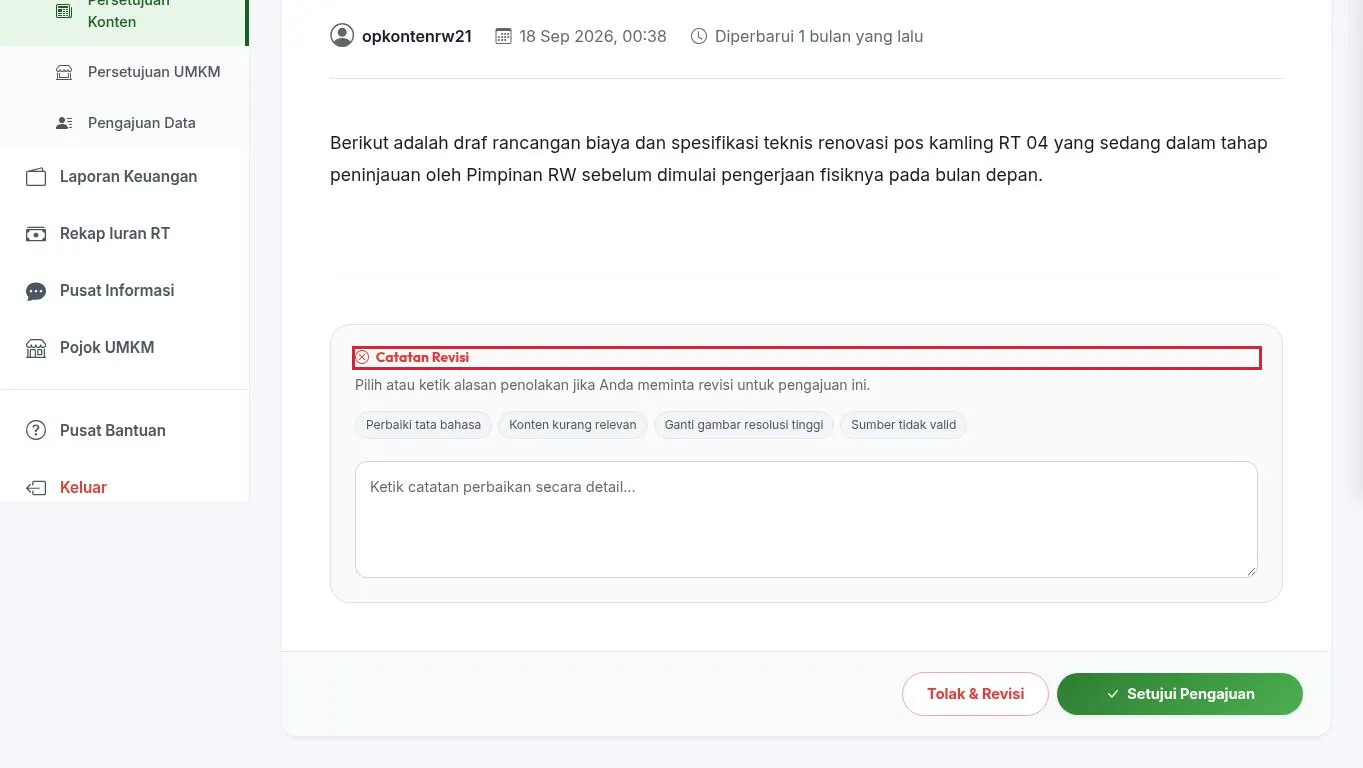 Persetujuan
Konten
Persetujuan UMKM
Pengajuan Data
Laporan Keuangan
Rekap Iuran RT
Pusat Informasi
Pojok UMKM
Pusat Bantuan
Keluar
opkontenrw21 18 Sep 2026, 00:38 Diperbarui 1 bulan yang lalu
Berikut adalah draf rancangan biaya dan spesifikasi teknis renovasi pos kamling RT 04 yang sedang dalam tahap
peninjauan oleh Pimpinan RW sebelum dimulai pengerjaan fisiknya pada bulan depan.
Catatan Revisi
Pilih atau ketik alasan penolakan jika Anda meminta revisi untuk pengajuan ini.
Perbaiki tata bahasa Konten kurang relevan Ganti gambar resolusi tinggi Sumber tidak valid
Ketik catatan perbaikan secara detail...
Tolak & Revisi Setujui Pengajuan